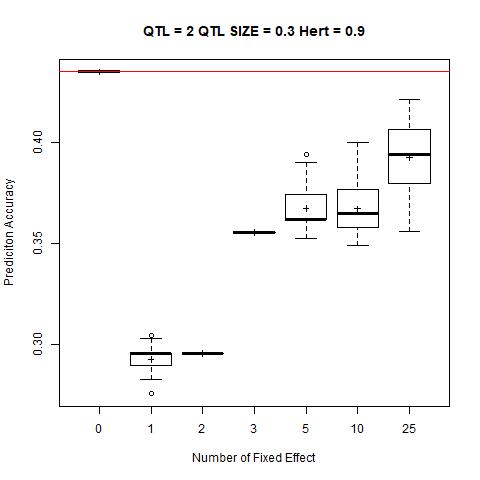 QTL = 2 QTL SIZE = 0.3 Hert = 0.9
Prediciton Accuracy
0.40
0.35
0.30
0 1 2 3 5 10 25
Number of Fixed Effect